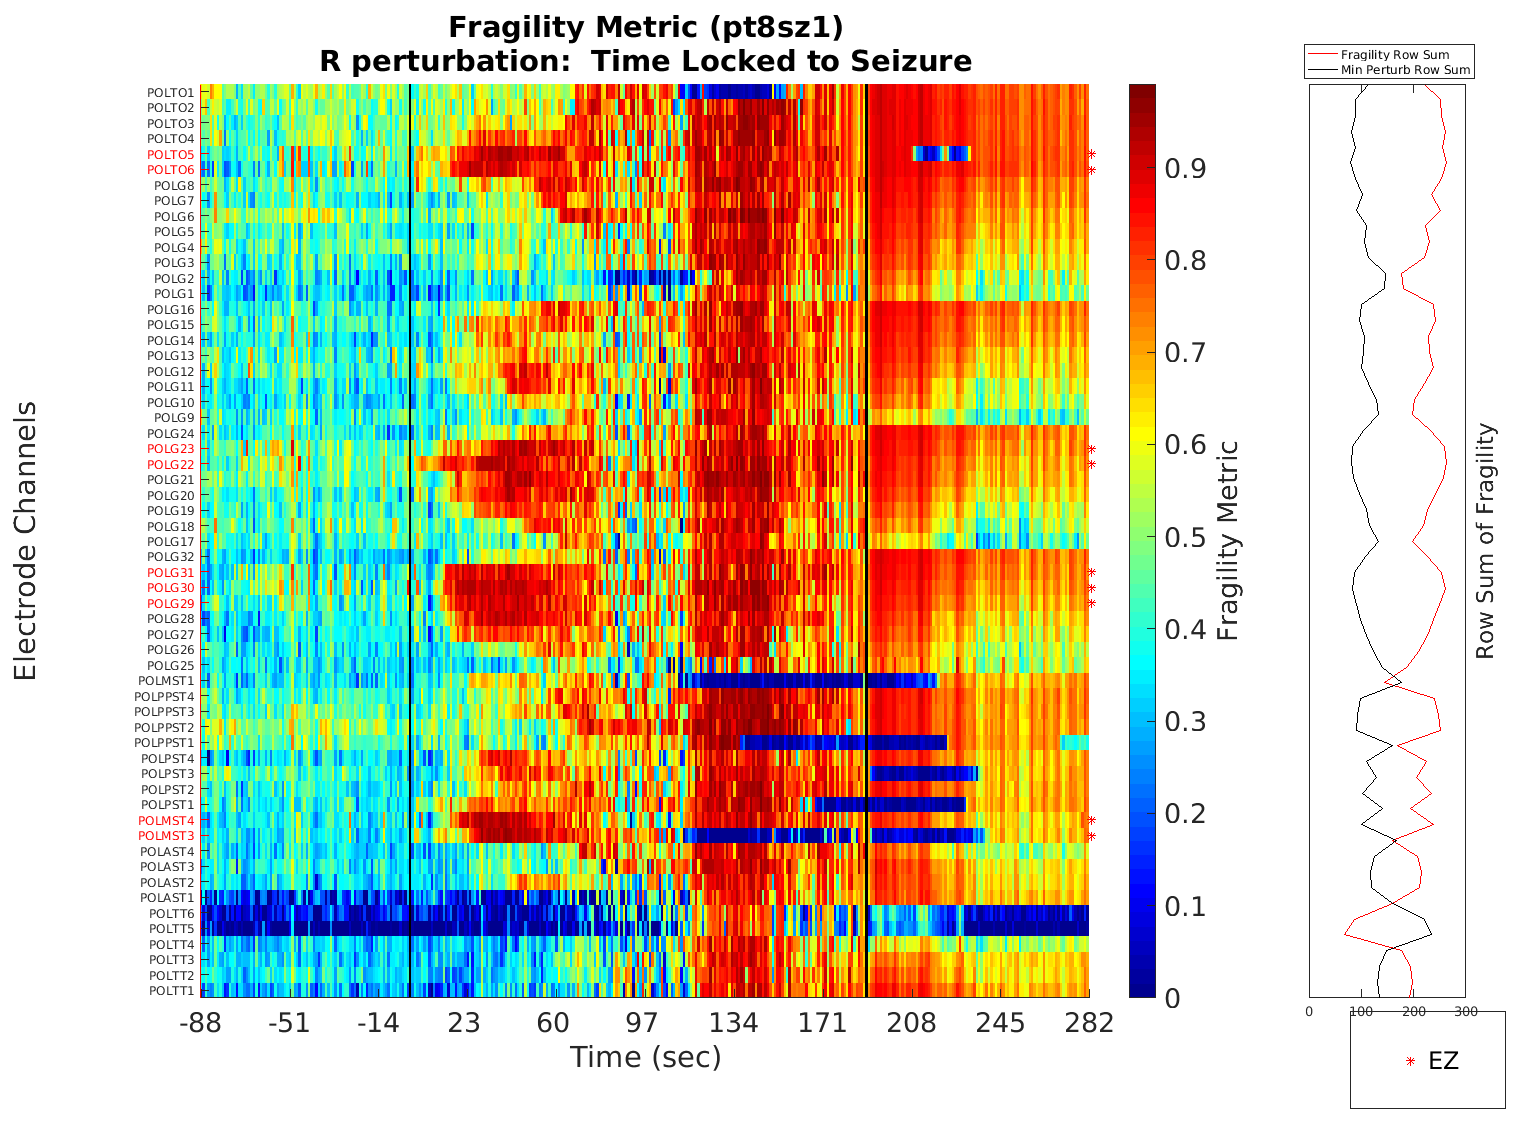 Fragility Metric (pt8sz1)
R perturbation:  Time Locked to Seizure
Fragility Row Sum
Min Perturb Row Sum
Electrode Channels
POLTO1
POLTO2
POLTO3
POLTO4
POLTO5
POLTO6
POLG8
POLG7
POLG6
POLG5
POLG4
POLG3
POLG2
POLG1
POLG16
POLG15
POLG14
POLG13
POLG12
POLG11
POLG10
POLG9
POLG24
POLG23
POLG22
POLG21
POLG20
POLG19
POLG18
POLG17
POLG32
POLG31
POLG30
POLG29
POLG28
POLG27
POLG26
POLG25
POLMST1
POLPPST4
POLPPST3
POLPPST2
POLPPST1
POLPST4
POLPST3
POLPST2
POLPST1
POLMST4
POLMST3
POLAST4
POLAST3
POLAST2
POLAST1
POLTT6
POLTT5
POLTT4
POLTT3
POLTT2
POLTT1
-88 -51 -14 23 60 97 134 171 208 245 282
Time (sec)
0.9
0.8
0.7
0.6
0.5
0.4
0.3
0.2
0.1
0
Fragility Metric
0 100 200 300
Row Sum of Fragility
EZ